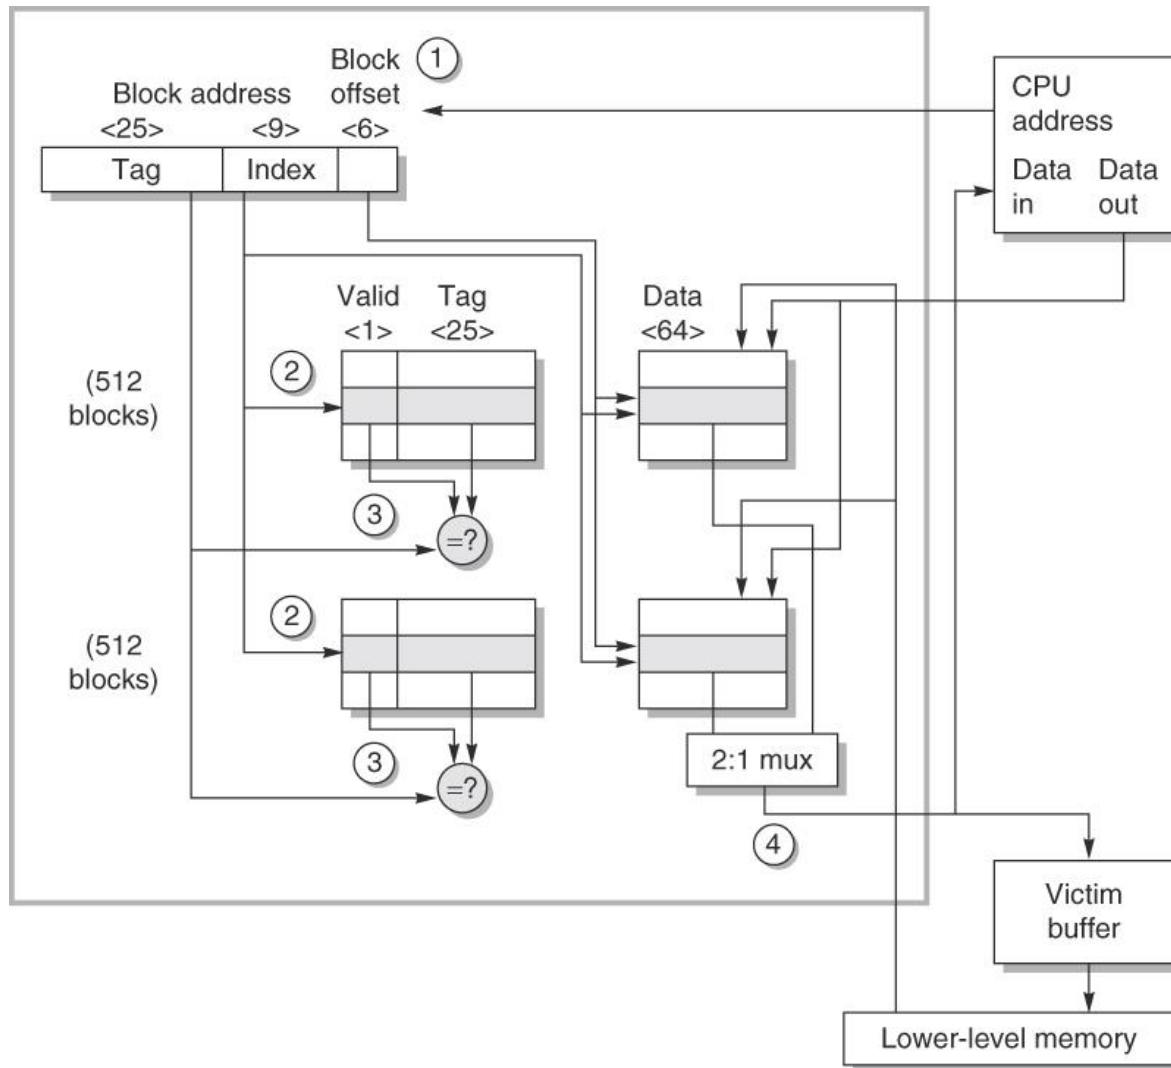 Block
offset
1
Block address
<25>
<9>
<6>
Tag
Index
CPU
address
Data
in
Data
out
Valid
<1>
Tag
<25>
Data
<64>
(512
blocks)
2
3
=?
(512
blocks)
2
3
=?
2:1 mux
4
Victim
buffer
Lower-level memory